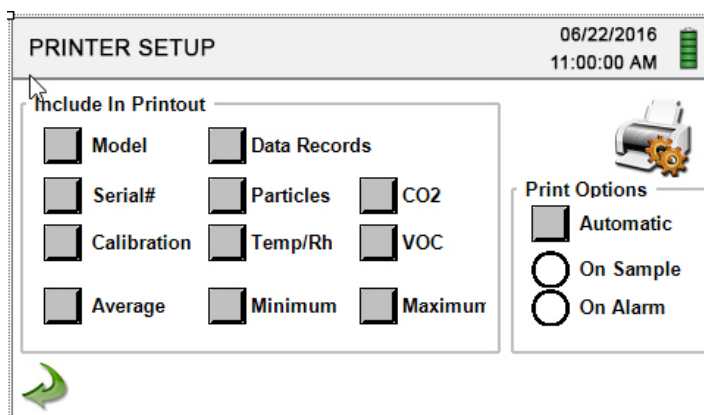 PRINTER SETUP
06/22/2016
11:00:00 AM
Include In Printout
Model Data Records
Serial# Particles CO2
Calibration Temp/Rh VOC
Average Minimum Maximum
Print Options
Automatic
On Sample
On Alarm